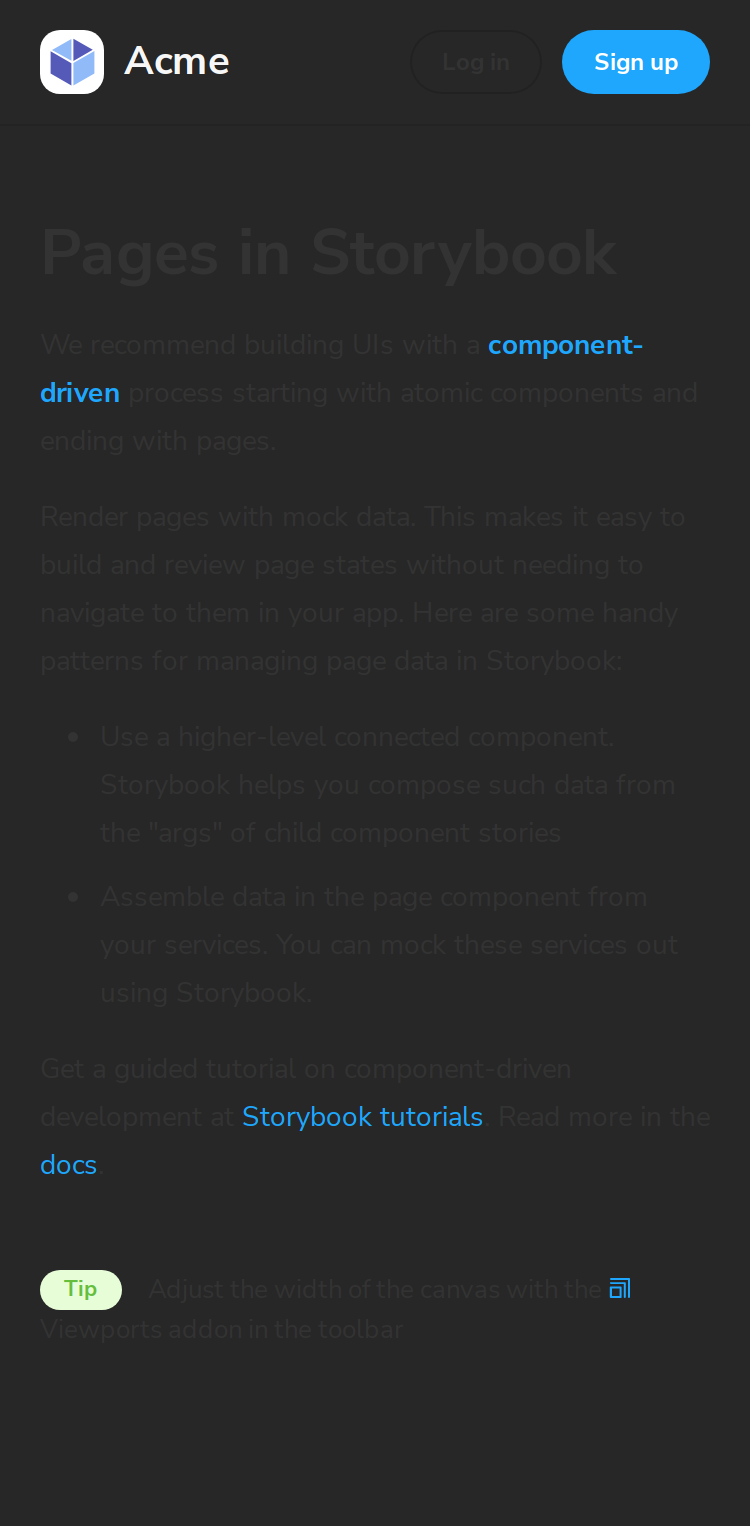 Acme
Log in
Sign up
Pages in Storybook
We recommend building UIs with a component-
driven process starting with atomic components and
ending with pages.
Render pages with mock data. This makes it easy to
build and review page states without needing to
navigate to them in your app. Here are some handy
patterns for managing page data in Storybook:
Use a higher-level connected component.
Storybook helps you compose such data from
the "args" of child component stories
Assemble data in the page component from
your services. You can mock these services out
using Storybook.
Get a guided tutorial on component-driven
development at Storybook tutorials. Read more in the
docs.
Tip Adjust the width of the canvas with the
Viewports addon in the toolbar